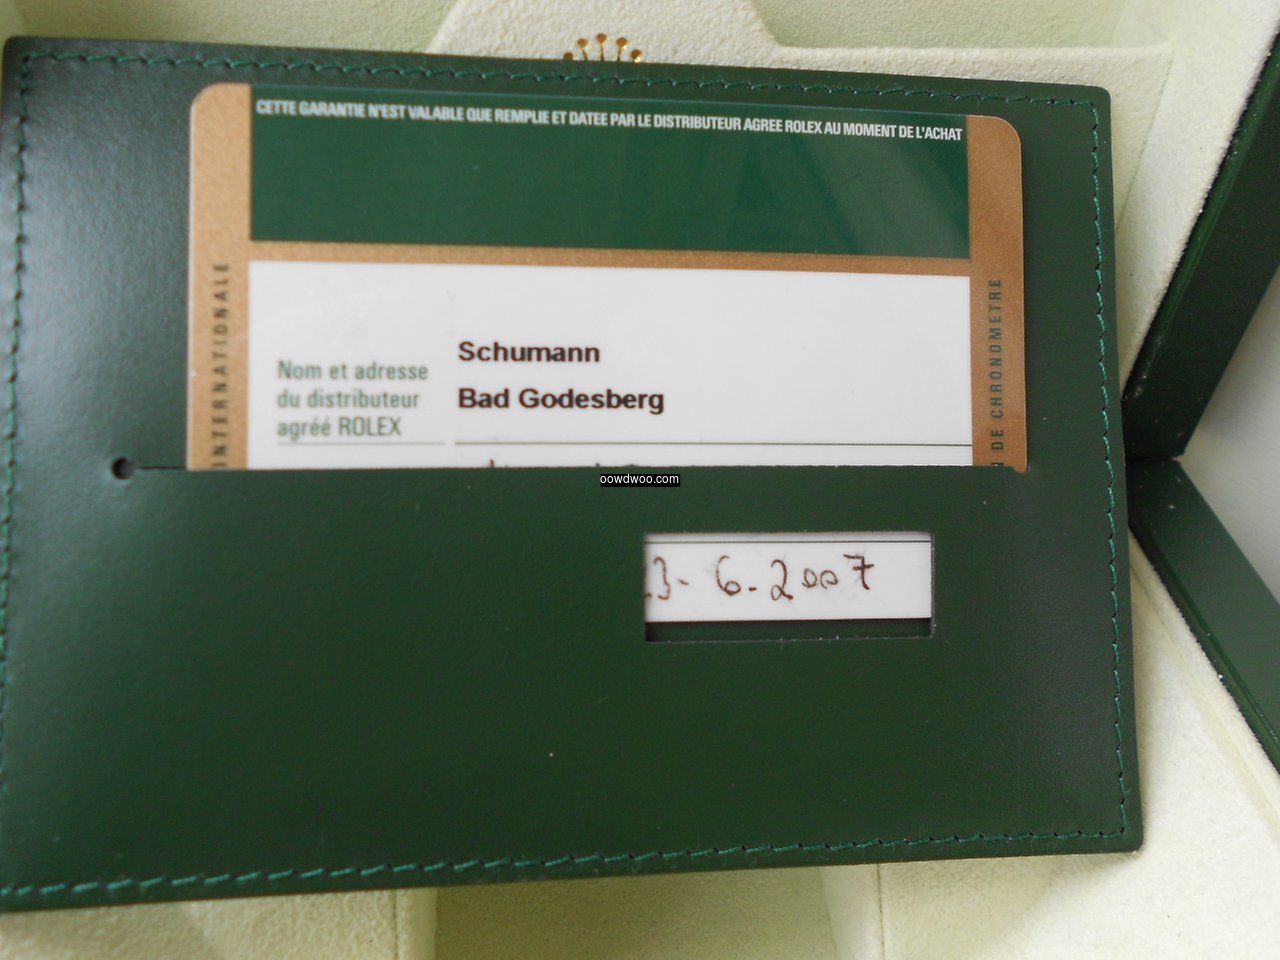 CETTE GARANTIE N'EST VALABLE QUE REMPLIE ET DATEE PAR LE DISTRIBUTEUR AGREE ROLEX AU MOMENT DE L'ACHAT
INTERNATIONALE
Nom et adresse
du distributeur
agréé ROLEX
Schumann
Bad Godesberg
DE CHRONOMETRE
oowdwoo.com
3-6.2007